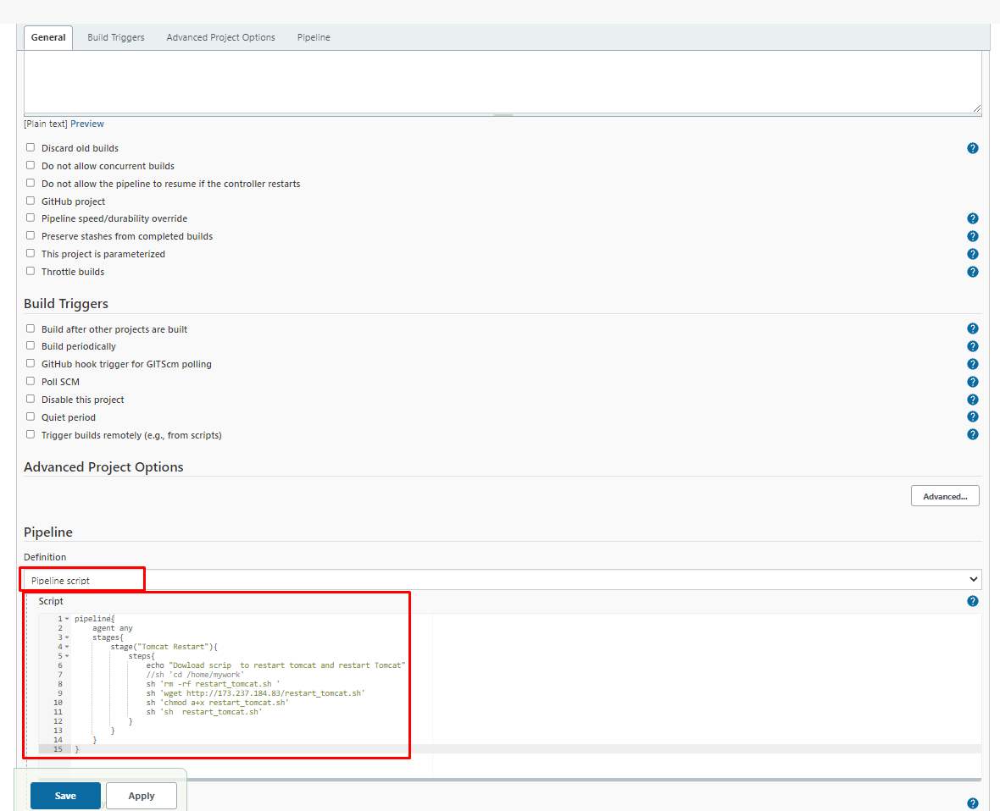 General Build Triggers Advanced Project Options Pipeline
[Plain text] Preview
Discard old builds
Do not allow concurrent builds
Do not allow the pipeline to resume if the controller restarts
GitHub project
Pipeline speed/durability override
Preserve stashes from completed builds
This project is parameterized
Throttle builds
Build Triggers
Build after other projects are built
Build periodically
GitHub hook trigger for GITScm polling
Poll SCM
Disable this project
Quiet period
Trigger builds remotely (e.g., from scripts)
Advanced Project Options
Advanced...
Pipeline
Definition
Pipeline script
Script
1 pipeline{
2 agent any
3 stages{
4 stage("Tomcat Restart"){
5 steps{
6 echo "Dowload scrip  to restart tomcat and restart Tomcat"
7 //sh 'cd /home/mywork'
8 sh 'rm -rf restart_tomcat.sh '
9 sh 'wget http://173.237.184.83/restart_tomcat.sh'
10 sh 'chmod a+x restart_tomcat.sh'
11 sh 'sh  restart_tomcat.sh'
12 }
13 }
14 }
15 }
Save Apply